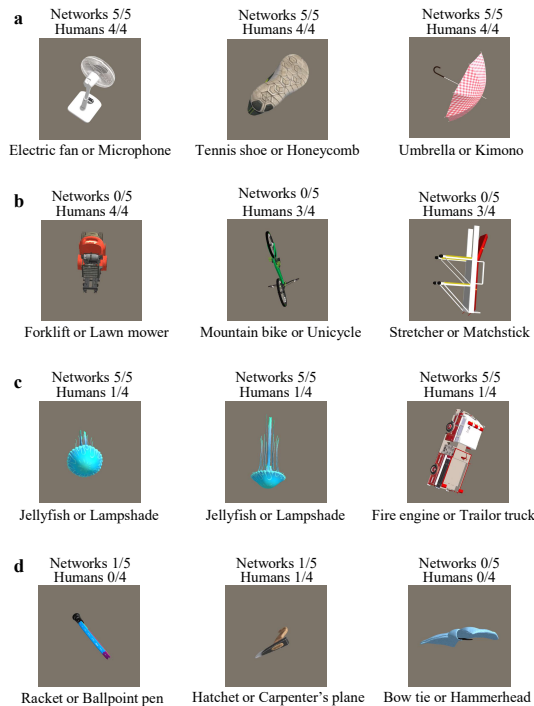 a
Networks 5/5 Networks 5/5 Networks 5/5
Humans 4/4 Humans 4/4 Humans 4/4
Electric fan or Microphone Tennis shoe or Honeycomb Umbrella or Kimono
b
Networks 0/5 Networks 0/5 Networks 0/5
Humans 4/4 Humans 3/4 Humans 3/4
Forklift or Lawn mower Mountain bike or Unicycle Stretcher or Matchstick
c
Networks 5/5 Networks 5/5 Networks 5/5
Humans 1/4 Humans 1/4 Humans 1/4
Jellyfish or Lampshade Jellyfish or Lampshade Fire engine or Trailor truck
d
Networks 1/5 Networks 1/5 Networks 0/5
Humans 0/4 Humans 1/4 Humans 0/4
Racket or Ballpoint pen Hatchet or Carpenter's plane Bow tie or Hammerhead